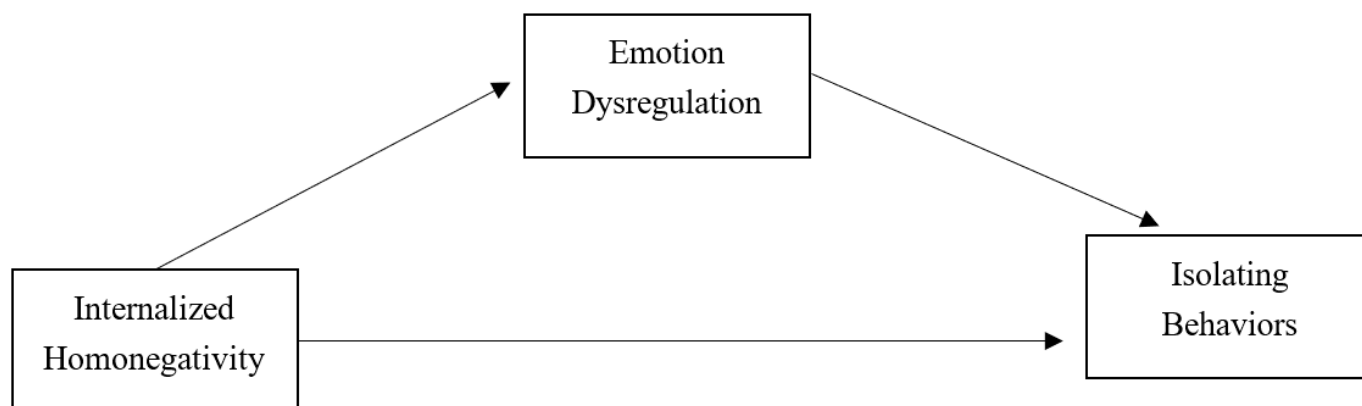 Emotion
Dysregulation
Isolating
Behaviors
Internalized
Homonegativity